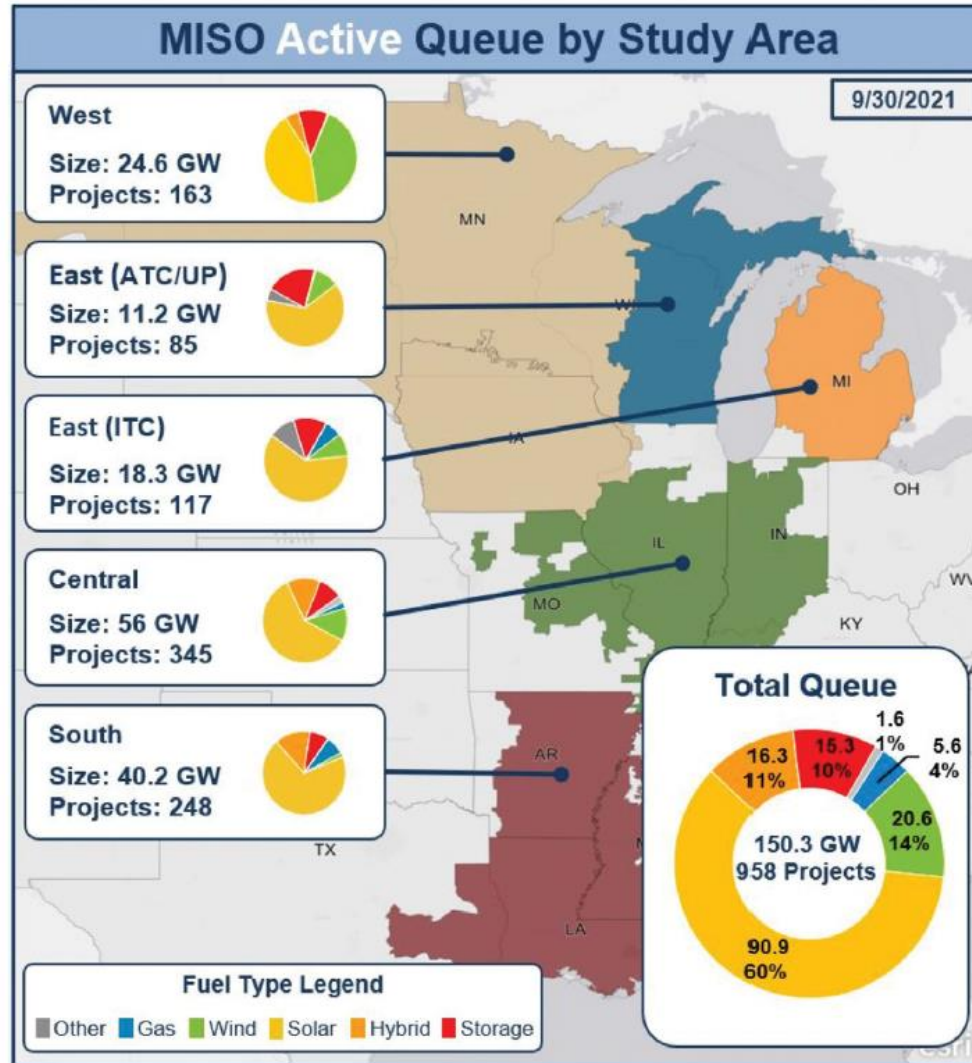 MISO Active Queue by Study Area
9/30/2021
West
Size: 24.6 GW
Projects: 163
East (ATC/UP)
Size: 11.2 GW
Projects: 85
East (ITC)
Size: 18.3 GW
Projects: 117
Central
Size: 56 GW
Projects: 345
South
Size: 40.2 GW
Projects: 248
MN
IA
MI
OH
IL
IN
MO
WV
KY
AR
TX
LA
Total Queue
1.6
1%
5.6
4%
20.6
14%
90.9
60%
16.3
11%
15.3
10%
150.3 GW
958 Projects
Fuel Type Legend
Other Gas Wind Solar Hybrid Storage
esri